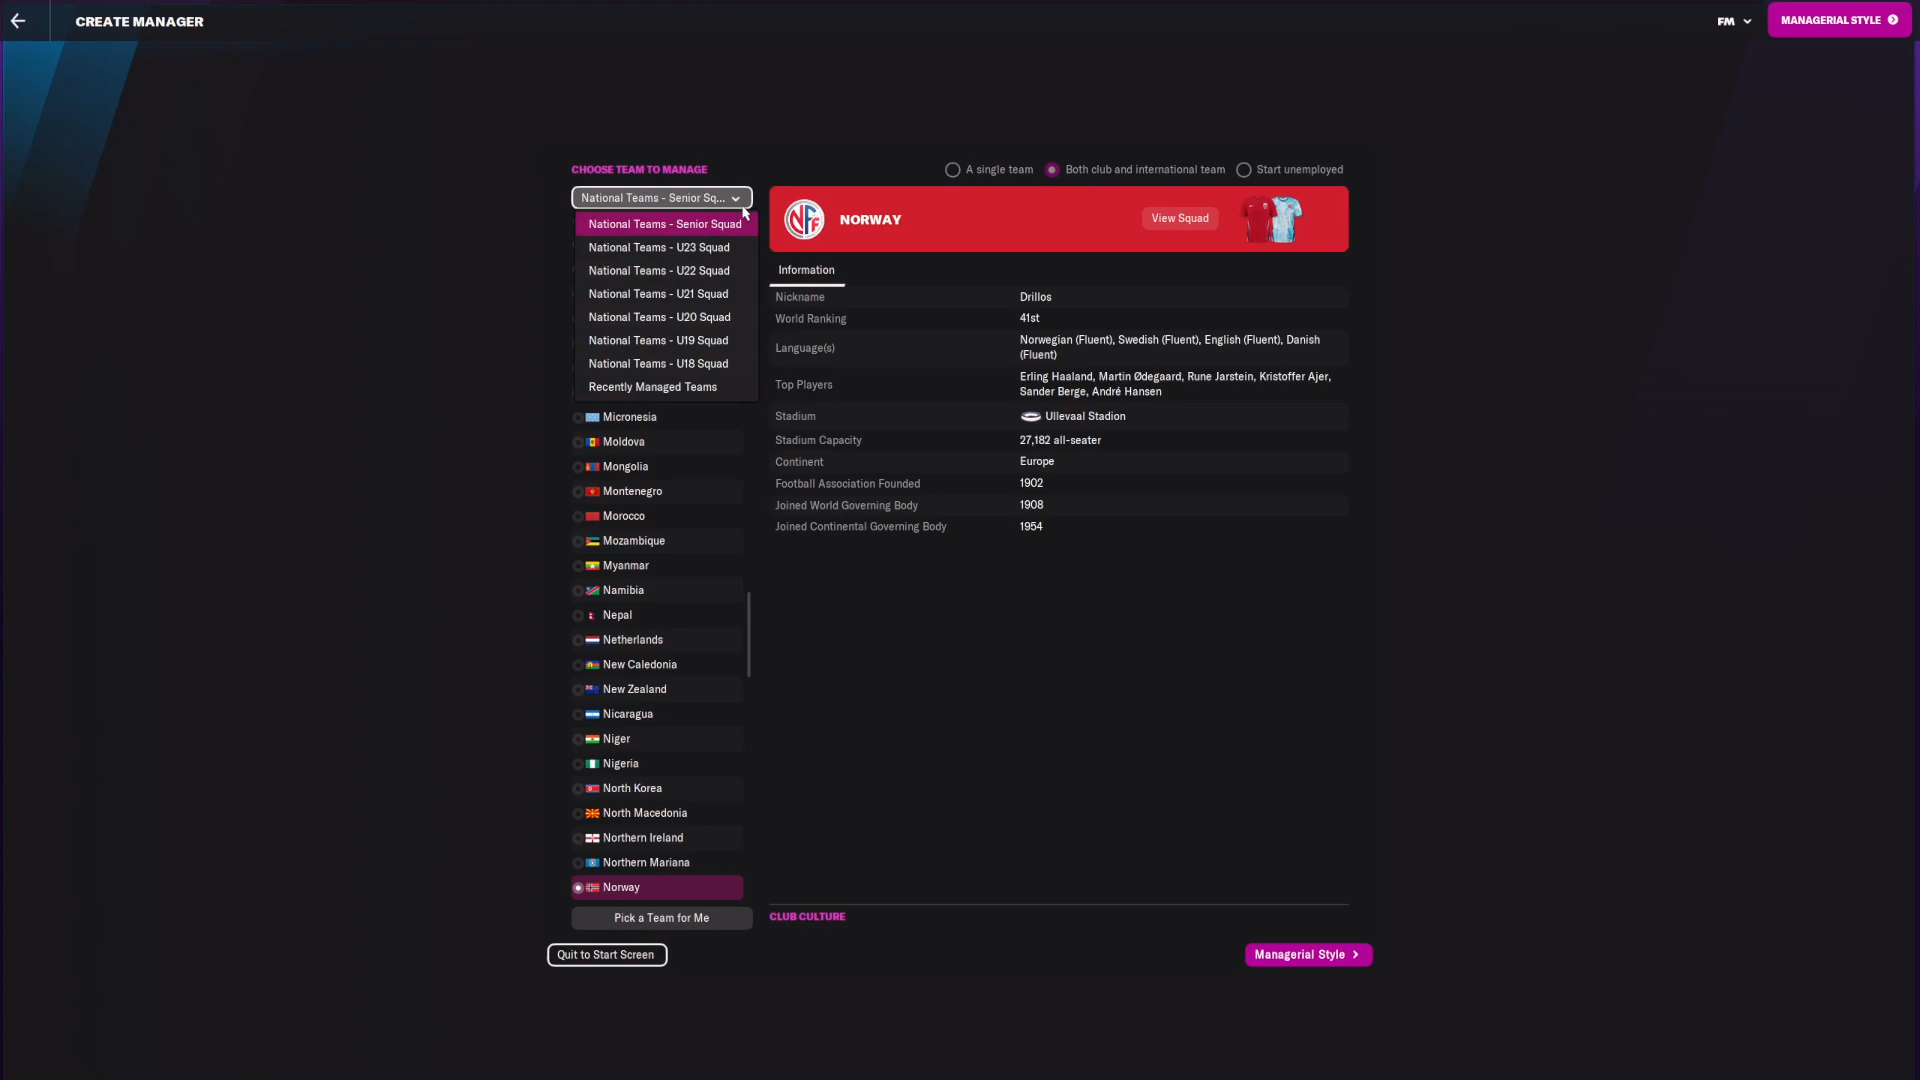 CREATE MANAGER
FM
MANAGERIAL STYLE
CHOOSE TEAM TO MANAGE
A single team
Both club and international team
Start unemployed
National Teams - Senior Sq...
NORWAY
View Squad
National Teams - Senior Squad
National Teams - U23 Squad
National Teams - U22 Squad
National Teams - U21 Squad
National Teams - U20 Squad
National Teams - U19 Squad
National Teams - U18 Squad
Recently Managed Teams
Micronesia
Moldova
Mongolia
Montenegro
Morocco
Mozambique
Myanmar
Namibia
Nepal
Netherlands
New Caledonia
New Zealand
Nicaragua
Niger
Nigeria
North Korea
North Macedonia
Northern Ireland
Northern Mariana
Norway
Pick a Team for Me
Information
Nickname Drillos
World Ranking 41st
Language(s) Norwegian (Fluent), Swedish (Fluent), English (Fluent), Danish
(Fluent)
Top Players Erling Haaland, Martin Ødegaard, Rune Jarstein, Kristoffer Ajer,
Sander Berge, André Hansen
Stadium Ullevaal Stadion
Stadium Capacity 27,182 all-seater
Continent Europe
Football Association Founded 1902
Joined World Governing Body 1908
Joined Continental Governing Body 1954
CLUB CULTURE
Quit to Start Screen
Managerial Style